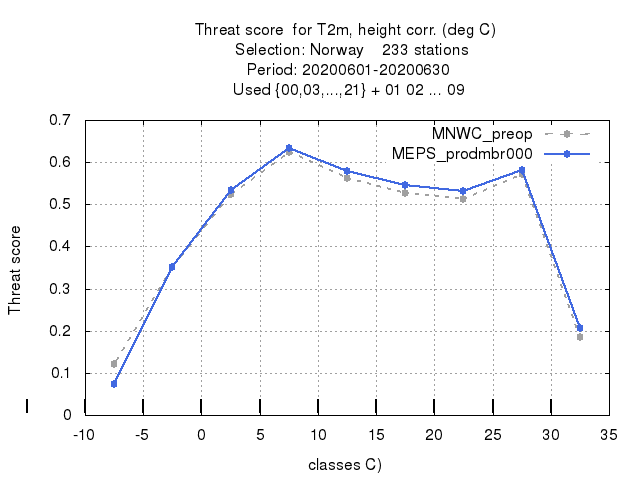 Threat score  for T2m, height corr. (deg C)
Selection: Norway    233 stations
Period: 20200601-20200630
Used {00,03,...,21} + 01 02 ... 09
MNWC_preop
MEPS_prodmbr000
Threat score
0.7
0.6
0.5
0.4
0.3
0.2
0.1
0
-10 -5 0 5 10 15 20 25 30 35
classes C)